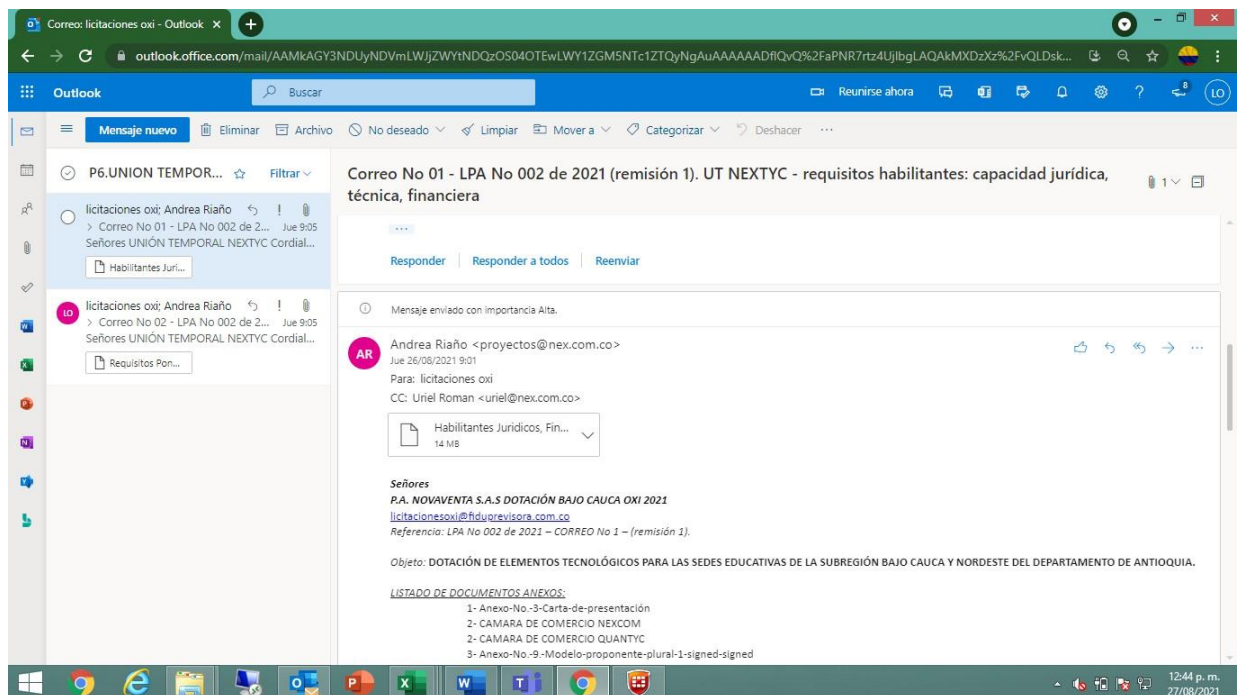 Correo: licitaciones oxi - Outlook
outlook.office.com/mail/
Outlook
Buscar
Reunirse ahora
8
LO
Mensaje nuevo
Eliminar
Archivo
No deseado
Limpiar
Mover a
Categorizar
Deshacer
P6.UNION TEMPOR...
Filtrar
licitaciones oxi; Andrea Riaño
> Correo No 01 - LPA No 002 de 2... Jue 9:05
Señores UNIÓN TEMPORAL NEXTYC Cordial...
Habilitantes Juri...
LO
licitaciones oxi; Andrea Riaño
> Correo No 02 - LPA No 002 de 2... Jue 9:05
Señores UNIÓN TEMPORAL NEXTYC Cordial...
Requisitos Pon...
Correo No 01 - LPA No 002 de 2021 (remisión 1). UT NEXTYC - requisitos habilitantes: capacidad jurídica,
técnica, financiera
1
...
Responder
Responder a todos
Reenviar
Mensaje enviado con importancia Alta.
AR
Andrea Riaño <proyectos@nex.com.co>
Jue 26/08/2021 9:01
Para: licitaciones oxi
CC: Uriel Roman <uriel@nex.com.co>
Habilitantes Juridicos, Fin...
14 MB
Señores
P.A. NOVAVENTA S.A.S DOTACIÓN BAJO CAUCA OXI 2021
licitacionesoxi@fiduprevisora.com.co
Referencia: LPA No 002 de 2021 – CORREO No 1 – (remisión 1).
Objeto: DOTACIÓN DE ELEMENTOS TECNOLÓGICOS PARA LAS SEDES EDUCATIVAS DE LA SUBREGIÓN BAJO CAUCA Y NORDESTE DEL DEPARTAMENTO DE ANTIOQUIA.
LISTADO DE DOCUMENTOS ANEXOS:
1- Anexo-No.-3-Carta-de-presentación
2- CAMARA DE COMERCIO NEXCOM
2- CAMARA DE COMERCIO QUANTYC
3- Anexo-No.-9.-Modelo-proponente-plural-1-signed-signed
12:44 p. m.
27/08/2021